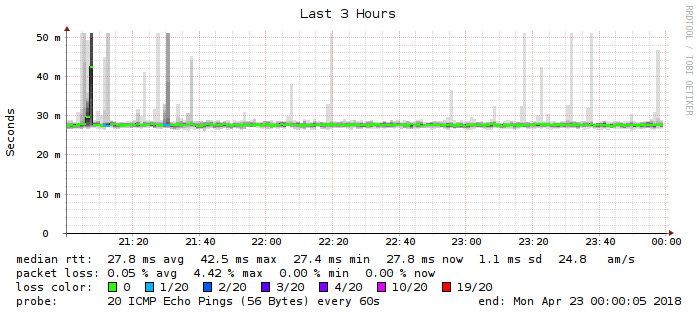 Last 3 Hours
RRDTOOL / TOBI OETIKER
Seconds
50 m
40 m
30 m
20 m
10 m
0
21:20 21:40 22:00 22:20 22:40 23:00 23:20 23:40 00:00
median rtt: 27.8 ms avg 42.5 ms max 27.4 ms min 27.8 ms now 1.1 ms sd 24.8 am/s
packet loss: 0.05 % avg 4.42 % max 0.00 % min 0.00 % now
loss color: 0 1/20 2/20 3/20 4/20 10/20 19/20
probe: 20 ICMP Echo Pings (56 Bytes) every 60s end: Mon Apr 23 00:00:05 2018